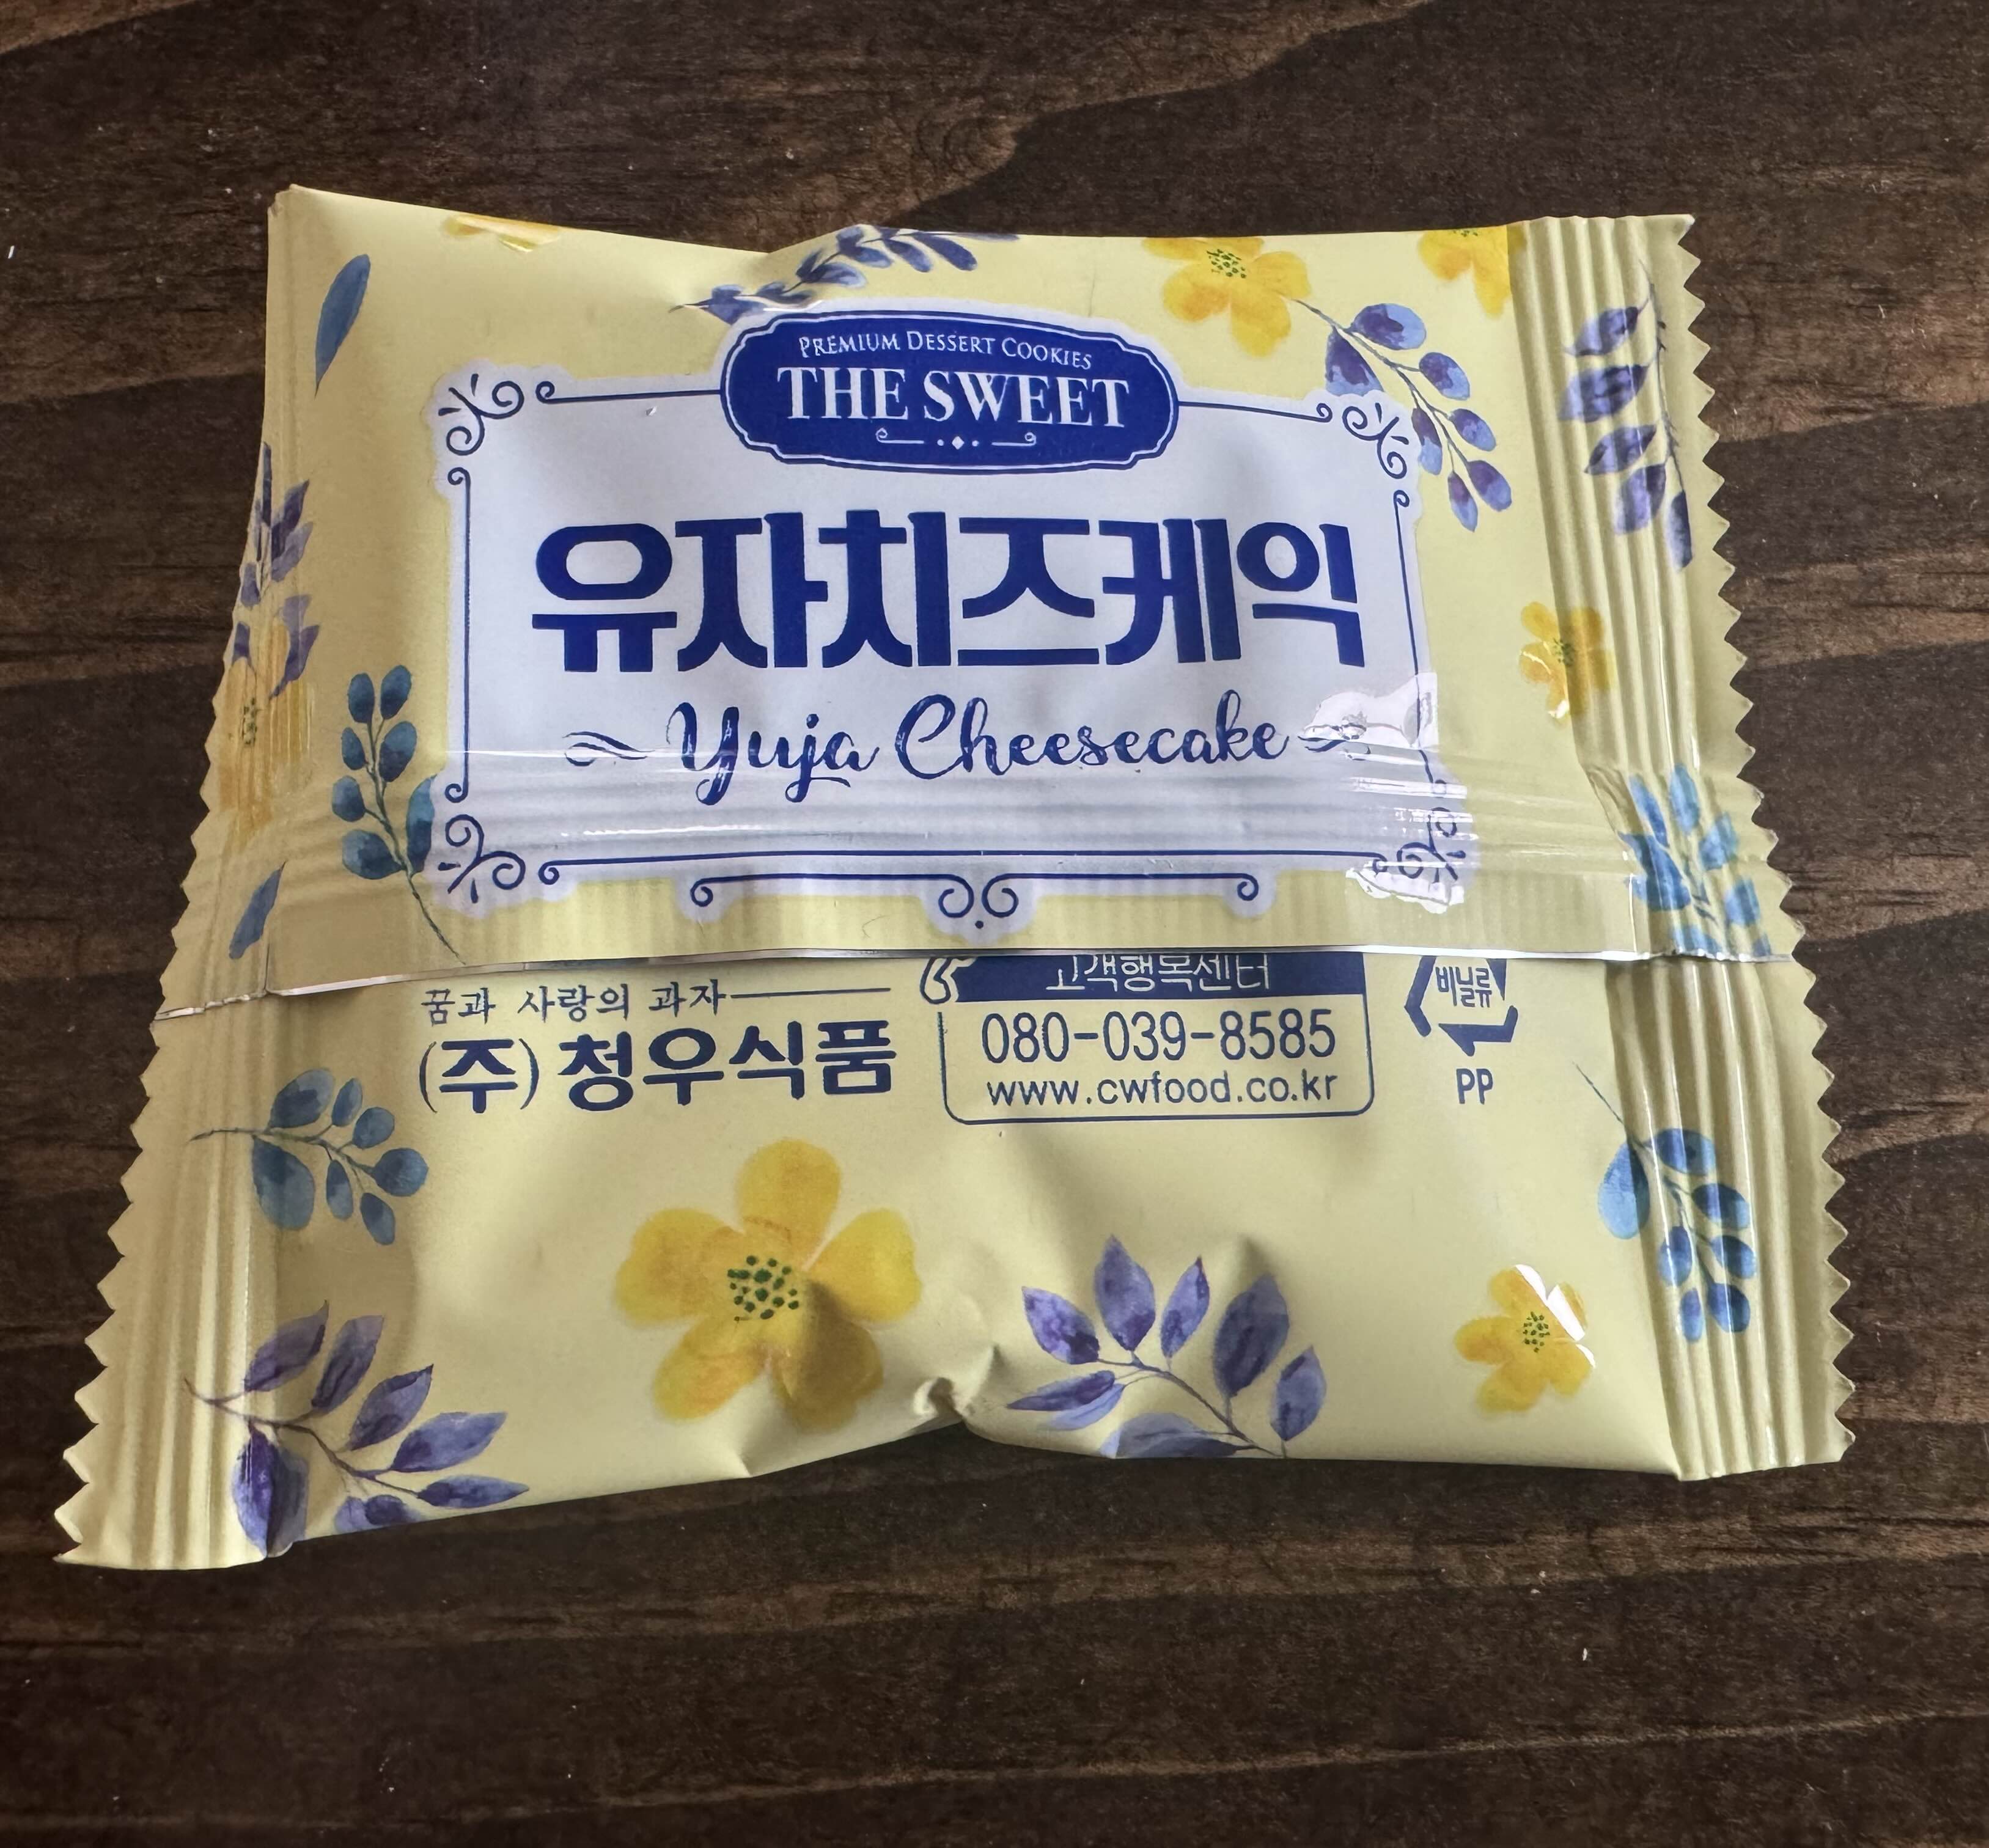 PREMIUM DESSERT COOKIES
THE SWEET
유자치즈케익
Yuja Cheesecake
꿈과 사랑의 과자
(주)청우식품
고객행복센터
080-039-8585
www.cwfood.co.kr
비닐류
PP